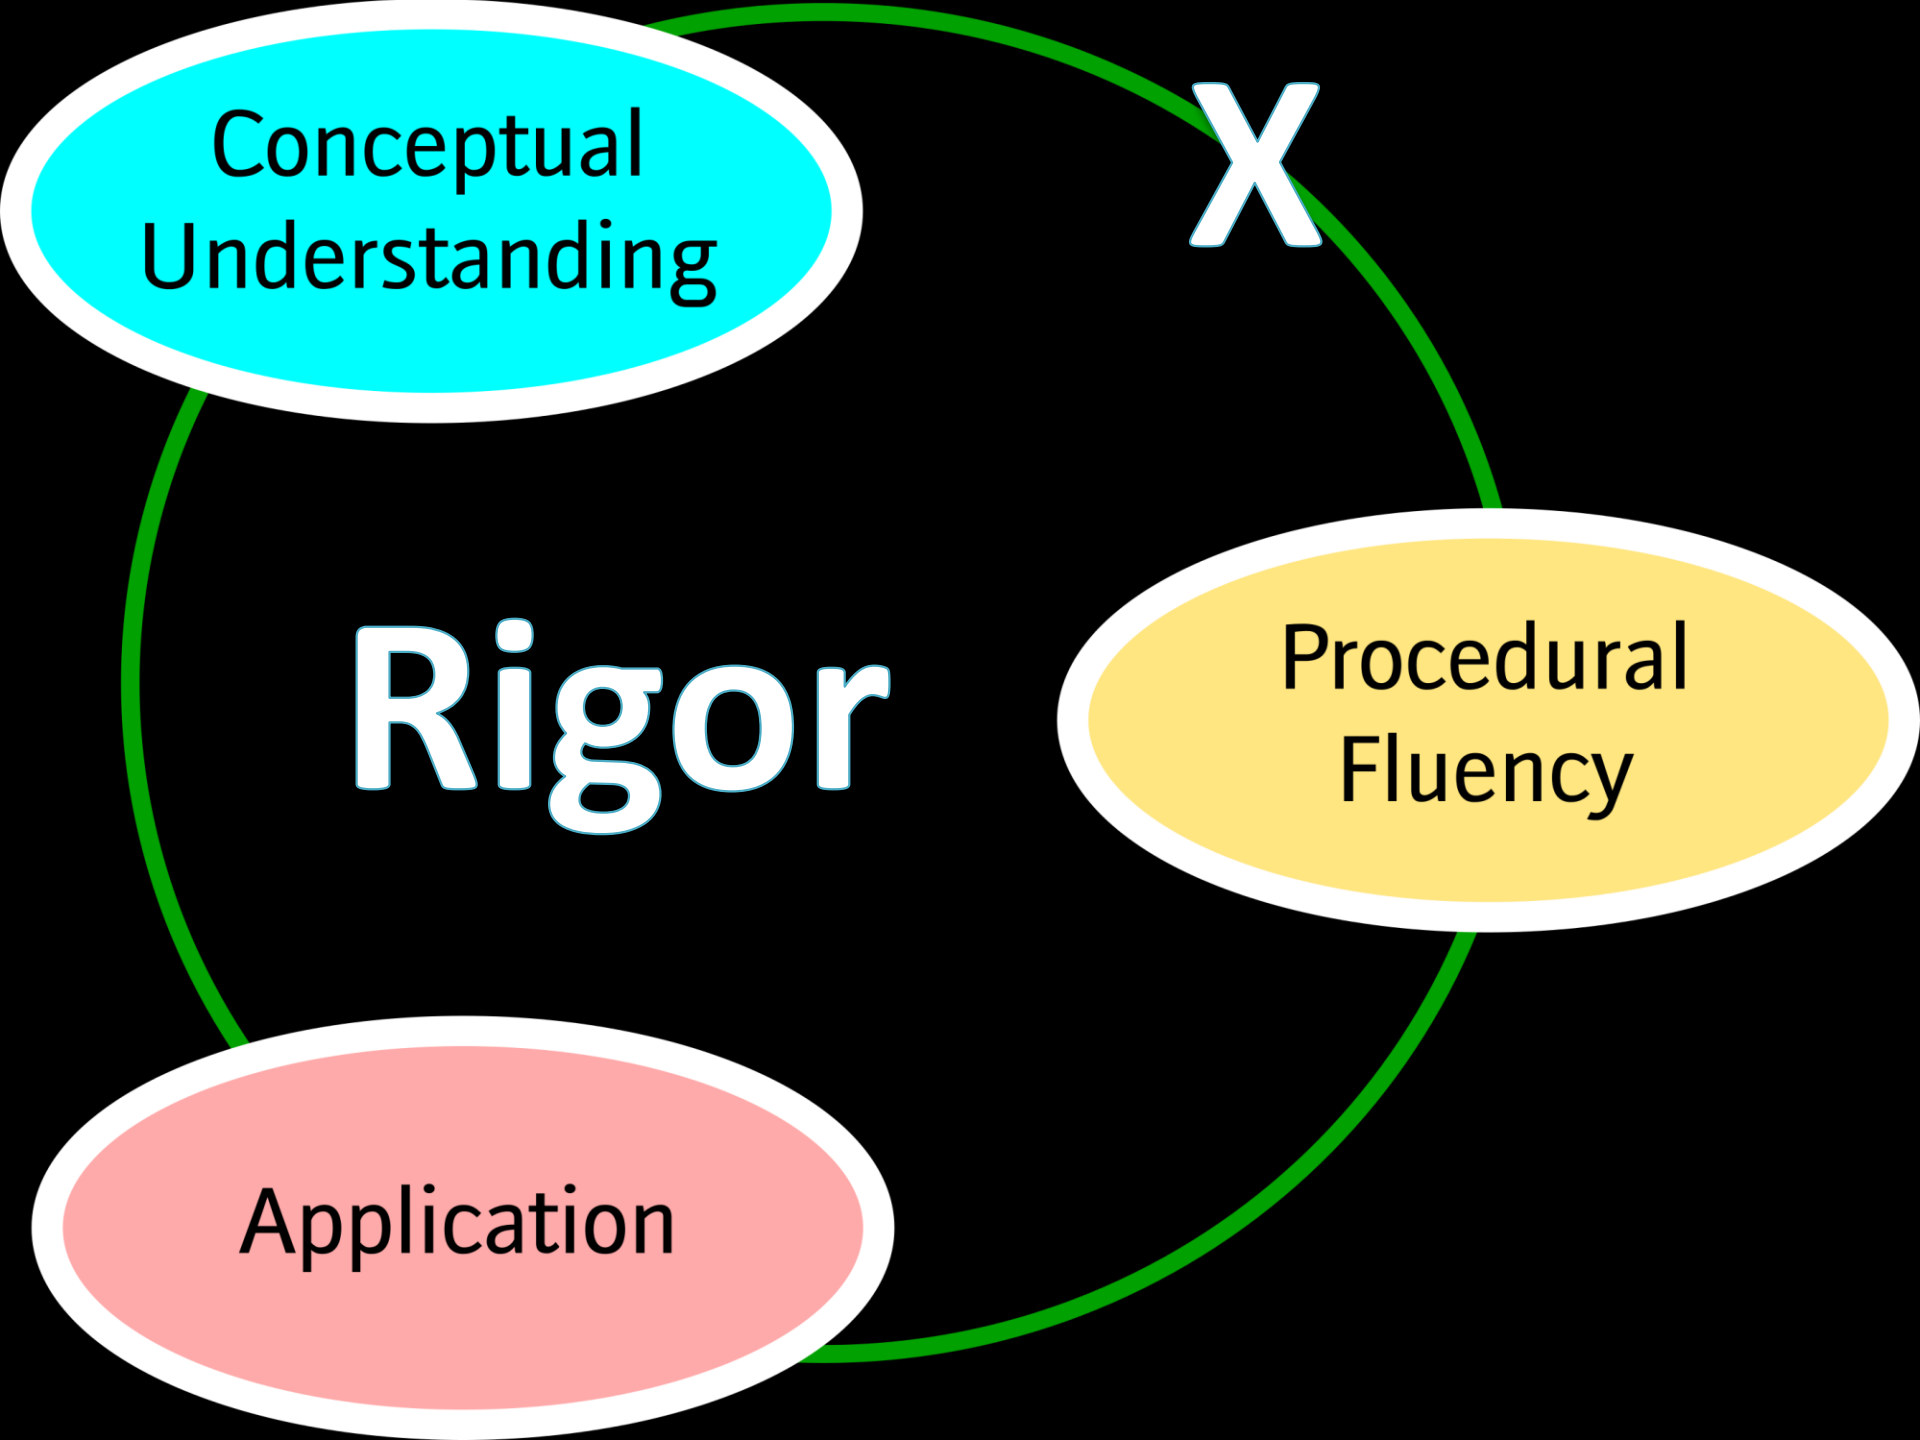 Conceptual
Understanding
X
Rigor
Procedural
Fluency
Application